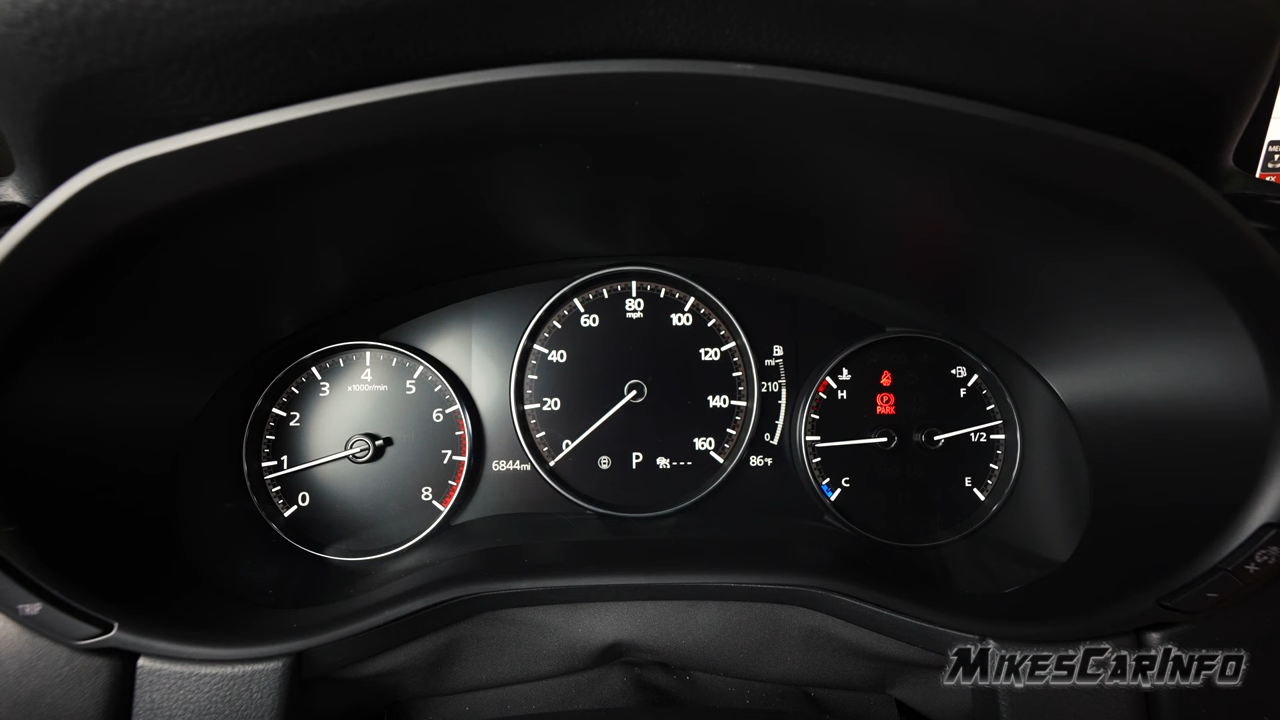 0
1
2
3
4
5
6
7
8
x1000r/min
0
20
40
60
80
100
120
140
160
mph
6844mi
P
---
mi
210
0
86°F
H
C
PARK
F
1/2
E
TRIP
MikesCarInfo